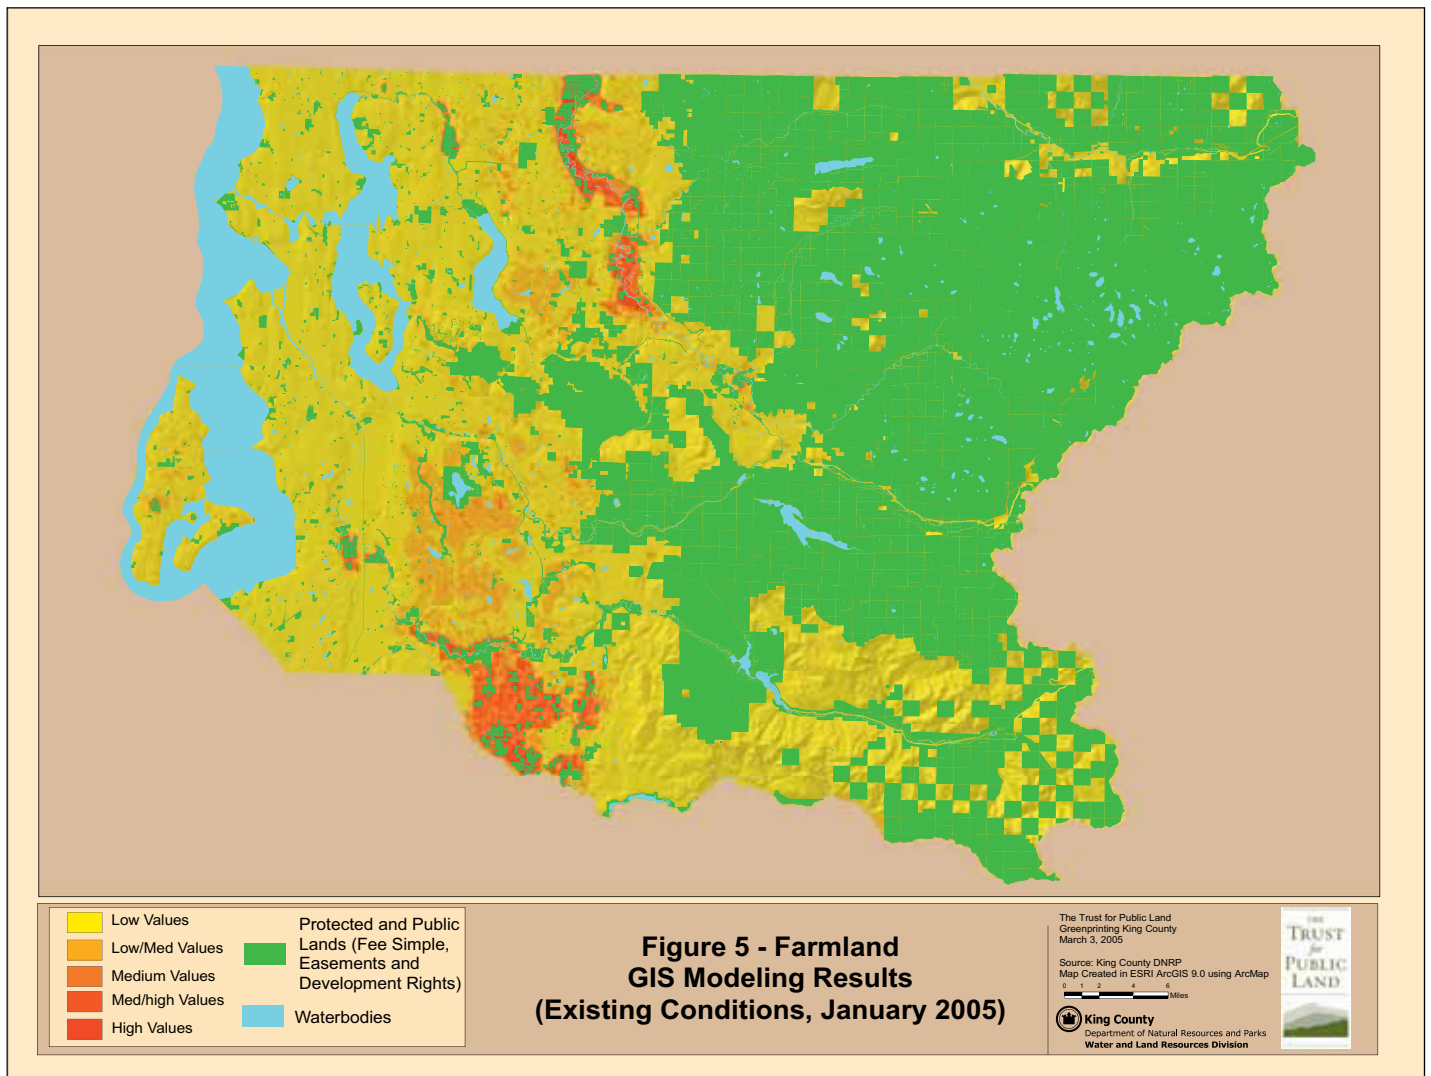 Low Values
Low/Med Values
Medium Values
Med/high Values
High Values
Protected and Public
Lands (Fee Simple,
Easements and
Development Rights)
Waterbodies
Figure 5 - Farmland
GIS Modeling Results
(Existing Conditions, January 2005)
The Trust for Public Land
Greenprinting King County
March 3, 2005
Source: King County DNRP
Map Created in ESRI ArcGIS 9.0 using ArcMap
0 1 2 4 6
Miles
King County
Department of Natural Resources and Parks
Water and Land Resources Division
THE
TRUST
for
PUBLIC
LAND